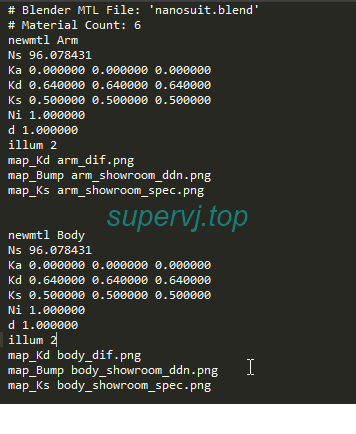 # Blender MTL File: 'nanosuit.blend'
# Material Count: 6
newmtl Arm
Ns 96.078431
Ka 0.000000 0.000000 0.000000
Kd 0.640000 0.640000 0.640000
Ks 0.500000 0.500000 0.500000
Ni 1.000000
d 1.000000
illum 2
map_Kd arm_dif.png
map_Bump arm_showroom_ddn.png
map_Ks arm_showroom_spec.png
supervj.top
newmtl Body
Ns 96.078431
Ka 0.000000 0.000000 0.000000
Kd 0.640000 0.640000 0.640000
Ks 0.500000 0.500000 0.500000
Ni 1.000000
d 1.000000
illum 2
map_Kd body_dif.png
map_Bump body_showroom_ddn.png
map_Ks body_showroom_spec.png